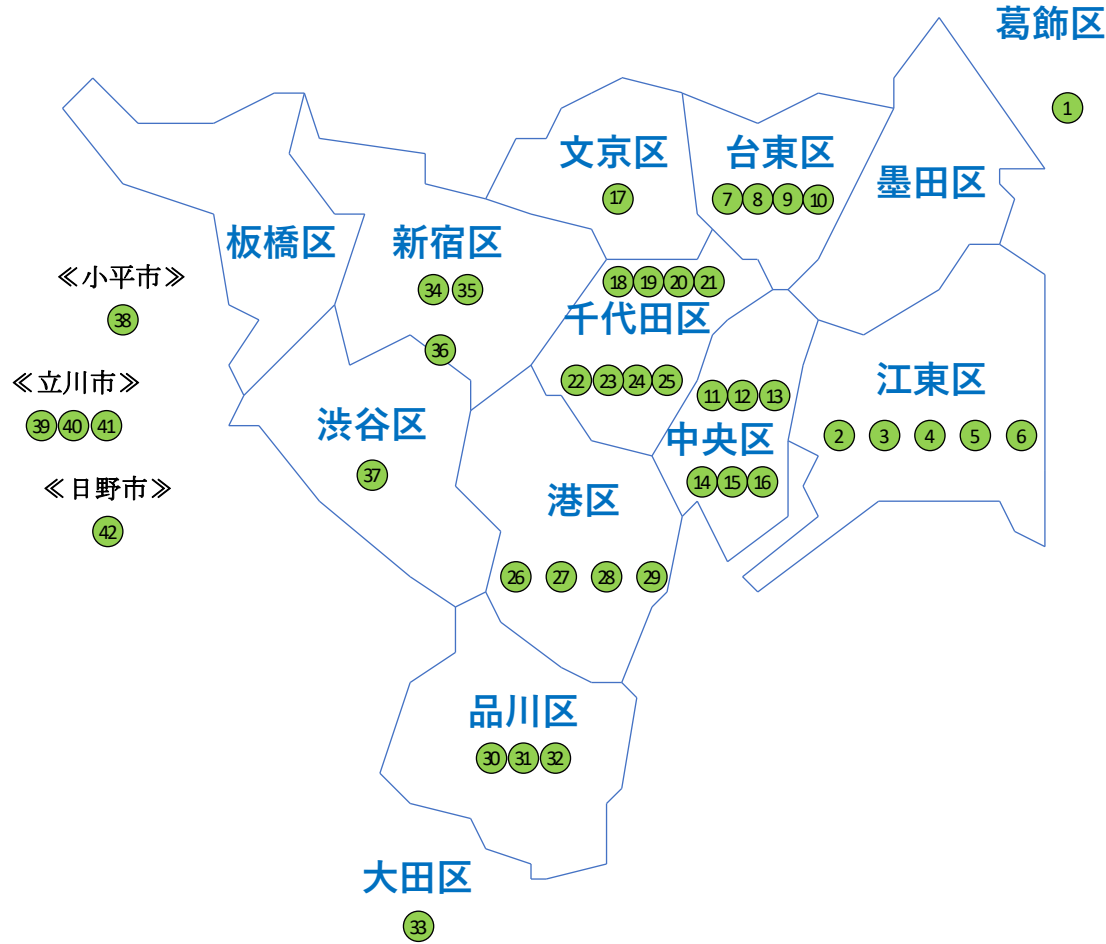 葛飾区
1
文京区
17
台東区
7 8 9 10
墨田区
板橋区
新宿区
34 35
36
≪小平市≫
38
18 19 20 21
千代田区
22 23 24 25
≪立川市≫
39 40 41
渋谷区
37
11 12 13
中央区
14 15 16
江東区
2 3 4 5 6
≪日野市≫
42
港区
26 27 28 29
品川区
30 31 32
大田区
33